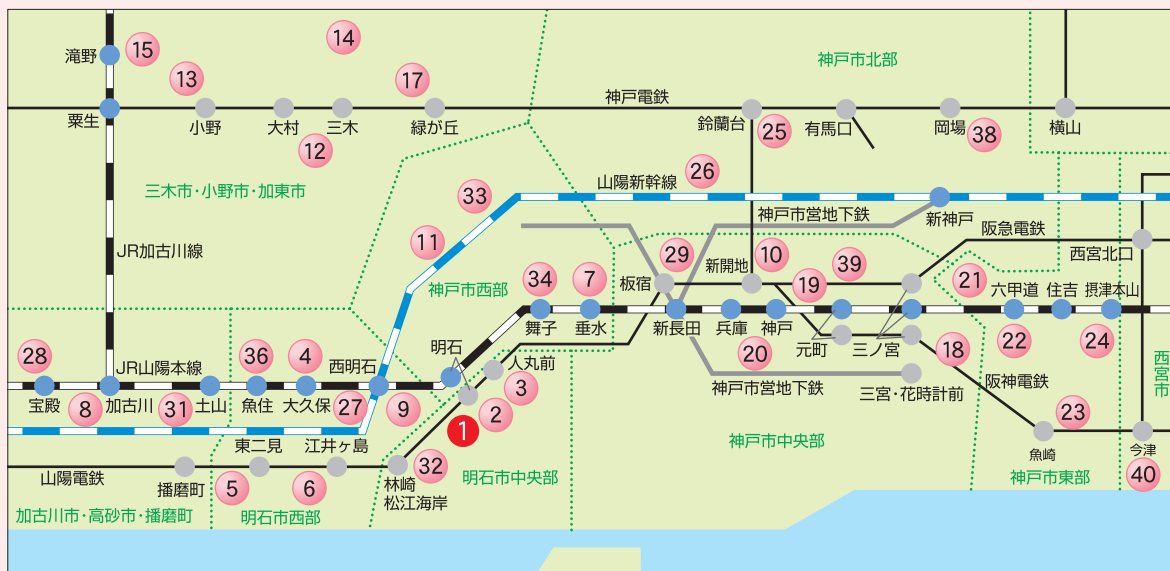 14
15
滝野
神戸市北部
13
17
神戸電鉄
粟生
小野
大村
三木
緑が丘
鈴蘭台
25
有馬口
岡場
38
横山
12
26
山陽新幹線
三木市・小野市・加東市
33
神戸市営地下鉄
新神戸
阪急電鉄
11
JR加古川線
西宮北口
29
新開地
10
39
板宿
34
7
19
21
六甲道
住吉
摂津本山
神戸市西部
舞子
垂水
新長田
兵庫
神戸
元町
三ノ宮
22
24
明石
20
18
28
JR山陽本線
36
4
西明石
人丸前
西宮市
宝殿
8
加古川
31
土山
魚住
大久保
27
9
3
神戸市営地下鉄
三宮・花時計前
阪神電鉄
2
23
1
東二見
江井ヶ島
神戸市中央部
魚崎
今津
山陽電鉄
播磨町
5
6
林崎
松江海岸
32
明石市中央部
神戸市東部
40
加古川市・高砂市・播磨町
明石市西部